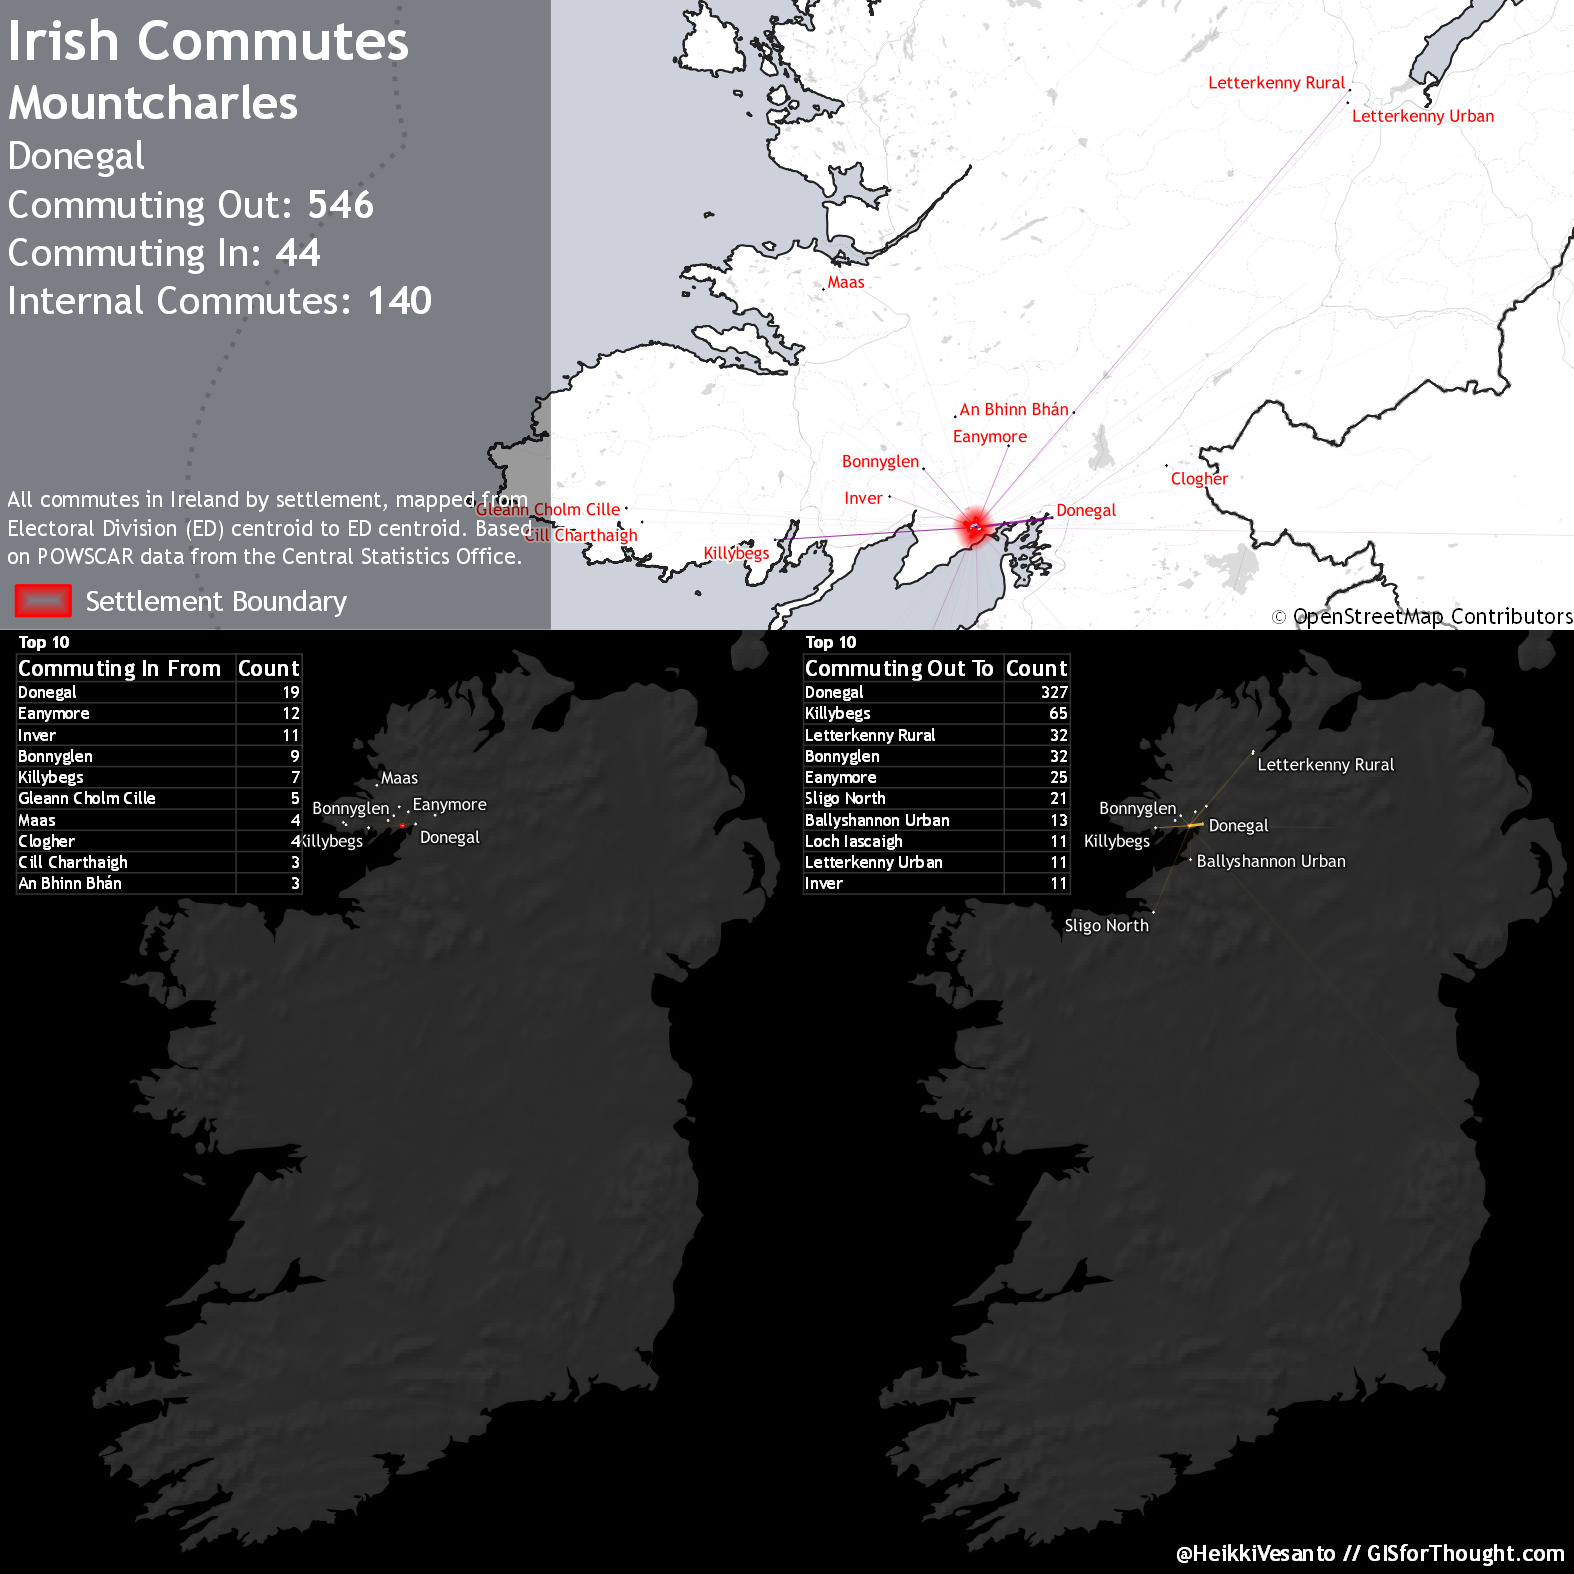 Irish Commutes
Mountcharles
Donegal
Commuting Out: 546
Commuting In: 44
Internal Commutes: 140
All commutes in Ireland by settlement, mapped from
Electoral Division (ED) centroid to ED centroid. Based
on POWSCAR data from the Central Statistics Office.
Settlement Boundary
Letterkenny Rural
Letterkenny Urban
Maas
An Bhinn Bhán
Eanymore
Bonnyglen
Clogher
Inver
Gleann Cholm Cille
Donegal
Cill Charthaigh
Killybegs
© OpenStreetMap Contributors
Top 10
Commuting In From Count
Donegal 19
Eanymore 12
Inver 11
Bonnyglen 9
Killybegs 7
Gleann Cholm Cille 5
Maas 4
Clogher 4
Cill Charthaigh 3
An Bhinn Bhán 3
Maas
Bonnyglen
Eanymore
Killybegs
Donegal
Top 10
Commuting Out To Count
Donegal 327
Killybegs 65
Letterkenny Rural 32
Bonnyglen 32
Eanymore 25
Sligo North 21
Ballyshannon Urban 13
Loch Iascaigh 11
Letterkenny Urban 11
Inver 11
Letterkenny Rural
Bonnyglen
Donegal
Killybegs
Ballyshannon Urban
Sligo North
@HeikkiVesanto // GISforThought.com